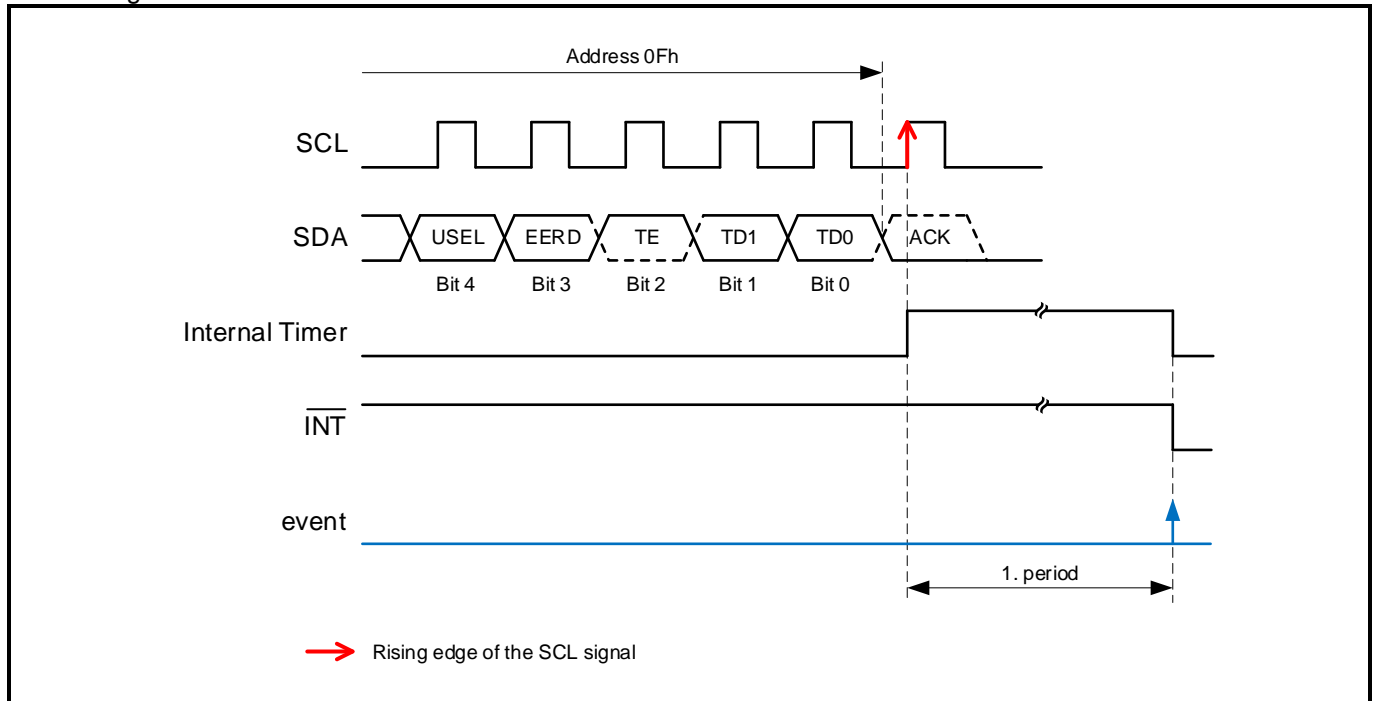 Address 0Fh
SCL
SDA
USEL EERD TE TD1 TD0 ACK
Bit 4 Bit 3 Bit 2 Bit 1 Bit 0
Internal Timer
INT
event
1. period
Rising edge of the SCL signal